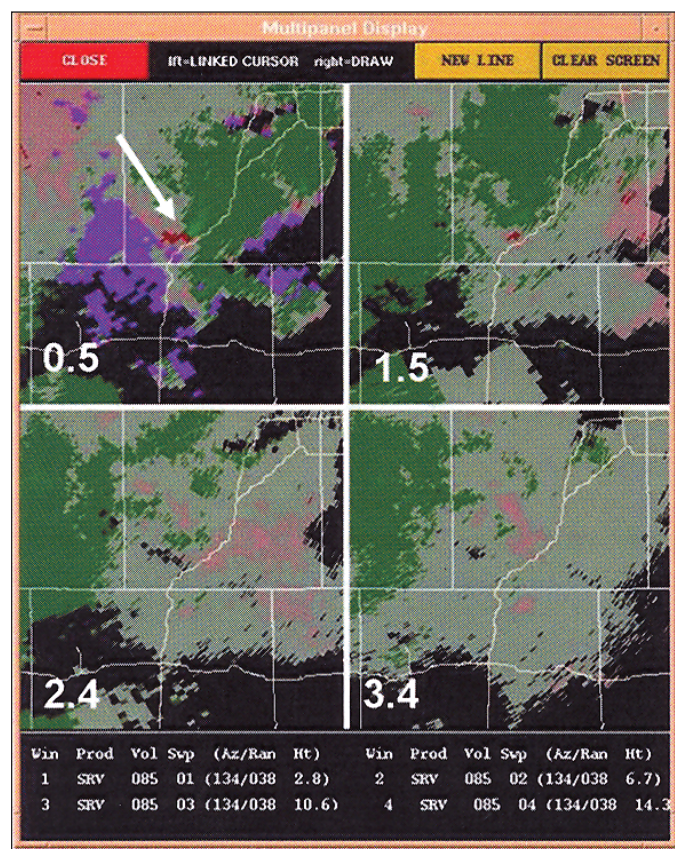 Multipanel Display
CLOSE lft=LINKED CURSOR right=DRAW NEW LINE CLEAR SCREEN
0.5
1.5
2.4
3.4
Win Prod Vol Swp (Az/Ran Ht) Win Prod Vol Swp (Az/Ran Ht)
1 SRV 085 01 (134/038 2.8) 2 SRV 085 02 (134/038 6.7)
3 SRV 085 03 (134/038 10.6) 4 SRV 085 04 (134/038 14.3